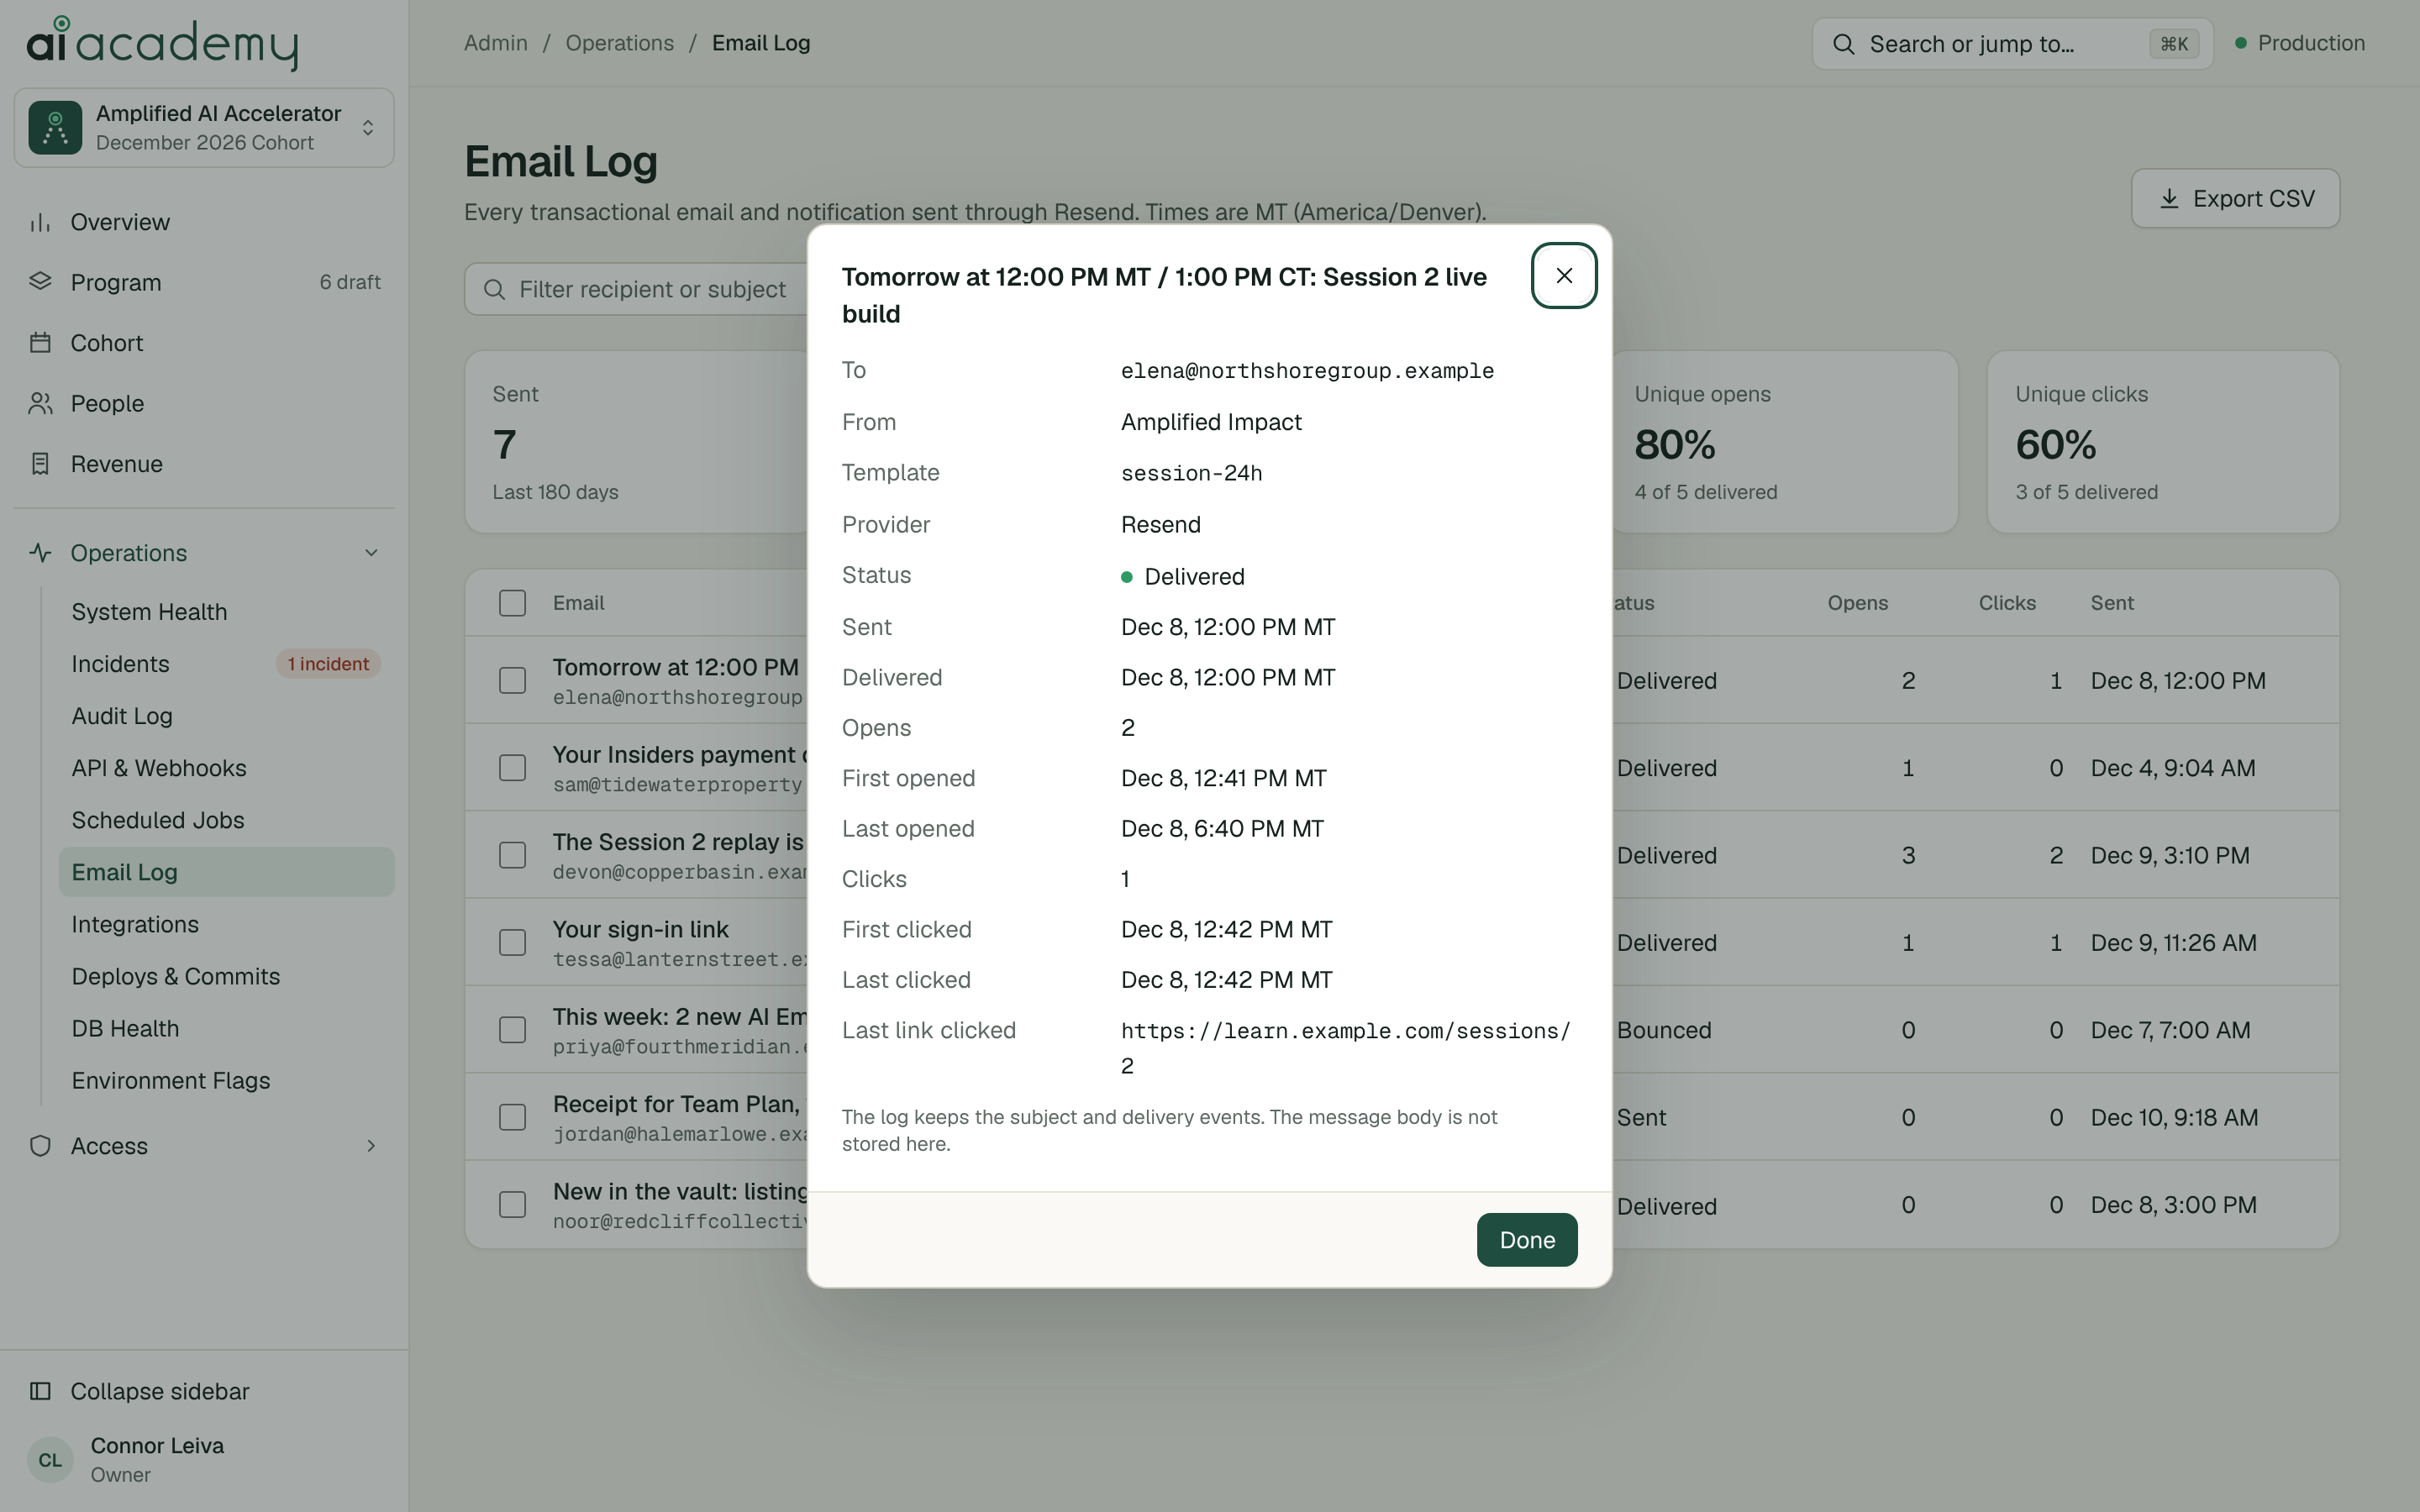 ai academy
Amplified AI Accelerator
December 2026 Cohort
Overview
Program 6 draft
Cohort
People
Revenue
Operations
System Health
Incidents 1 incident
Audit Log
API & Webhooks
Scheduled Jobs
Email Log
Integrations
Deploys & Commits
DB Health
Environment Flags
Access
Collapse sidebar
CL
Connor Leiva
Owner
Admin / Operations / Email Log
Search or jump to... ⌘K
Production
Email Log
Every transactional email and notification sent through Resend. Times are MT (America/Denver).
Export CSV
Filter recipient or subject
Sent
7
Last 180 days
Unique opens
80%
4 of 5 delivered
Unique clicks
60%
3 of 5 delivered
Email Opens Clicks Sent
Tomorrow at 12:00 PM
elena@northshoregroup
Delivered 2 1 Dec 8, 12:00 PM
Your Insiders payment
sam@tidewaterproperty
Delivered 1 0 Dec 4, 9:04 AM
The Session 2 replay is
devon@copperbasin.exa
Delivered 3 2 Dec 9, 3:10 PM
Your sign-in link
tessa@lanternstreet.e
Delivered 1 1 Dec 9, 11:26 AM
This week: 2 new AI Em
priya@fourthmeridian.
Bounced 0 0 Dec 7, 7:00 AM
Receipt for Team Plan,
jordan@halemarlowe.ex
Sent 0 0 Dec 10, 9:18 AM
New in the vault: listing
noor@redcliffcollecti
Delivered 0 0 Dec 8, 3:00 PM
Tomorrow at 12:00 PM MT / 1:00 PM CT: Session 2 live
build
To elena@northshoregroup.example
From Amplified Impact
Template session-24h
Provider Resend
Status Delivered
Sent Dec 8, 12:00 PM MT
Delivered Dec 8, 12:00 PM MT
Opens 2
First opened Dec 8, 12:41 PM MT
Last opened Dec 8, 6:40 PM MT
Clicks 1
First clicked Dec 8, 12:42 PM MT
Last clicked Dec 8, 12:42 PM MT
Last link clicked https://learn.example.com/sessions/
2
The log keeps the subject and delivery events. The message body is not
stored here.
Done